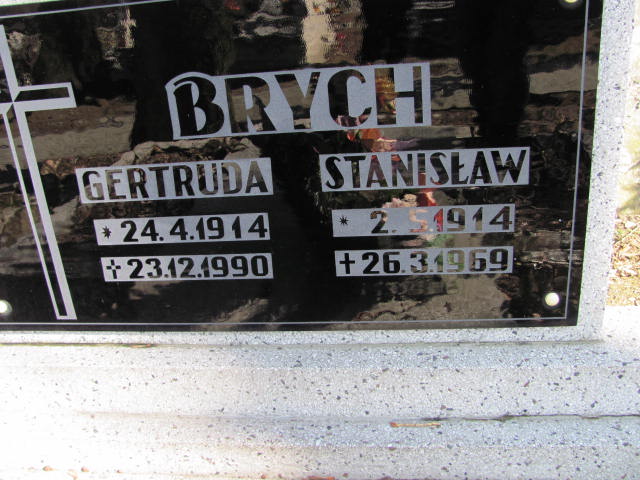 BRYCH
GERTRUDA
* 24.4.1914
+ 23.12.1990
STANISŁAW
* 2.5.1914
+ 26.3.1969